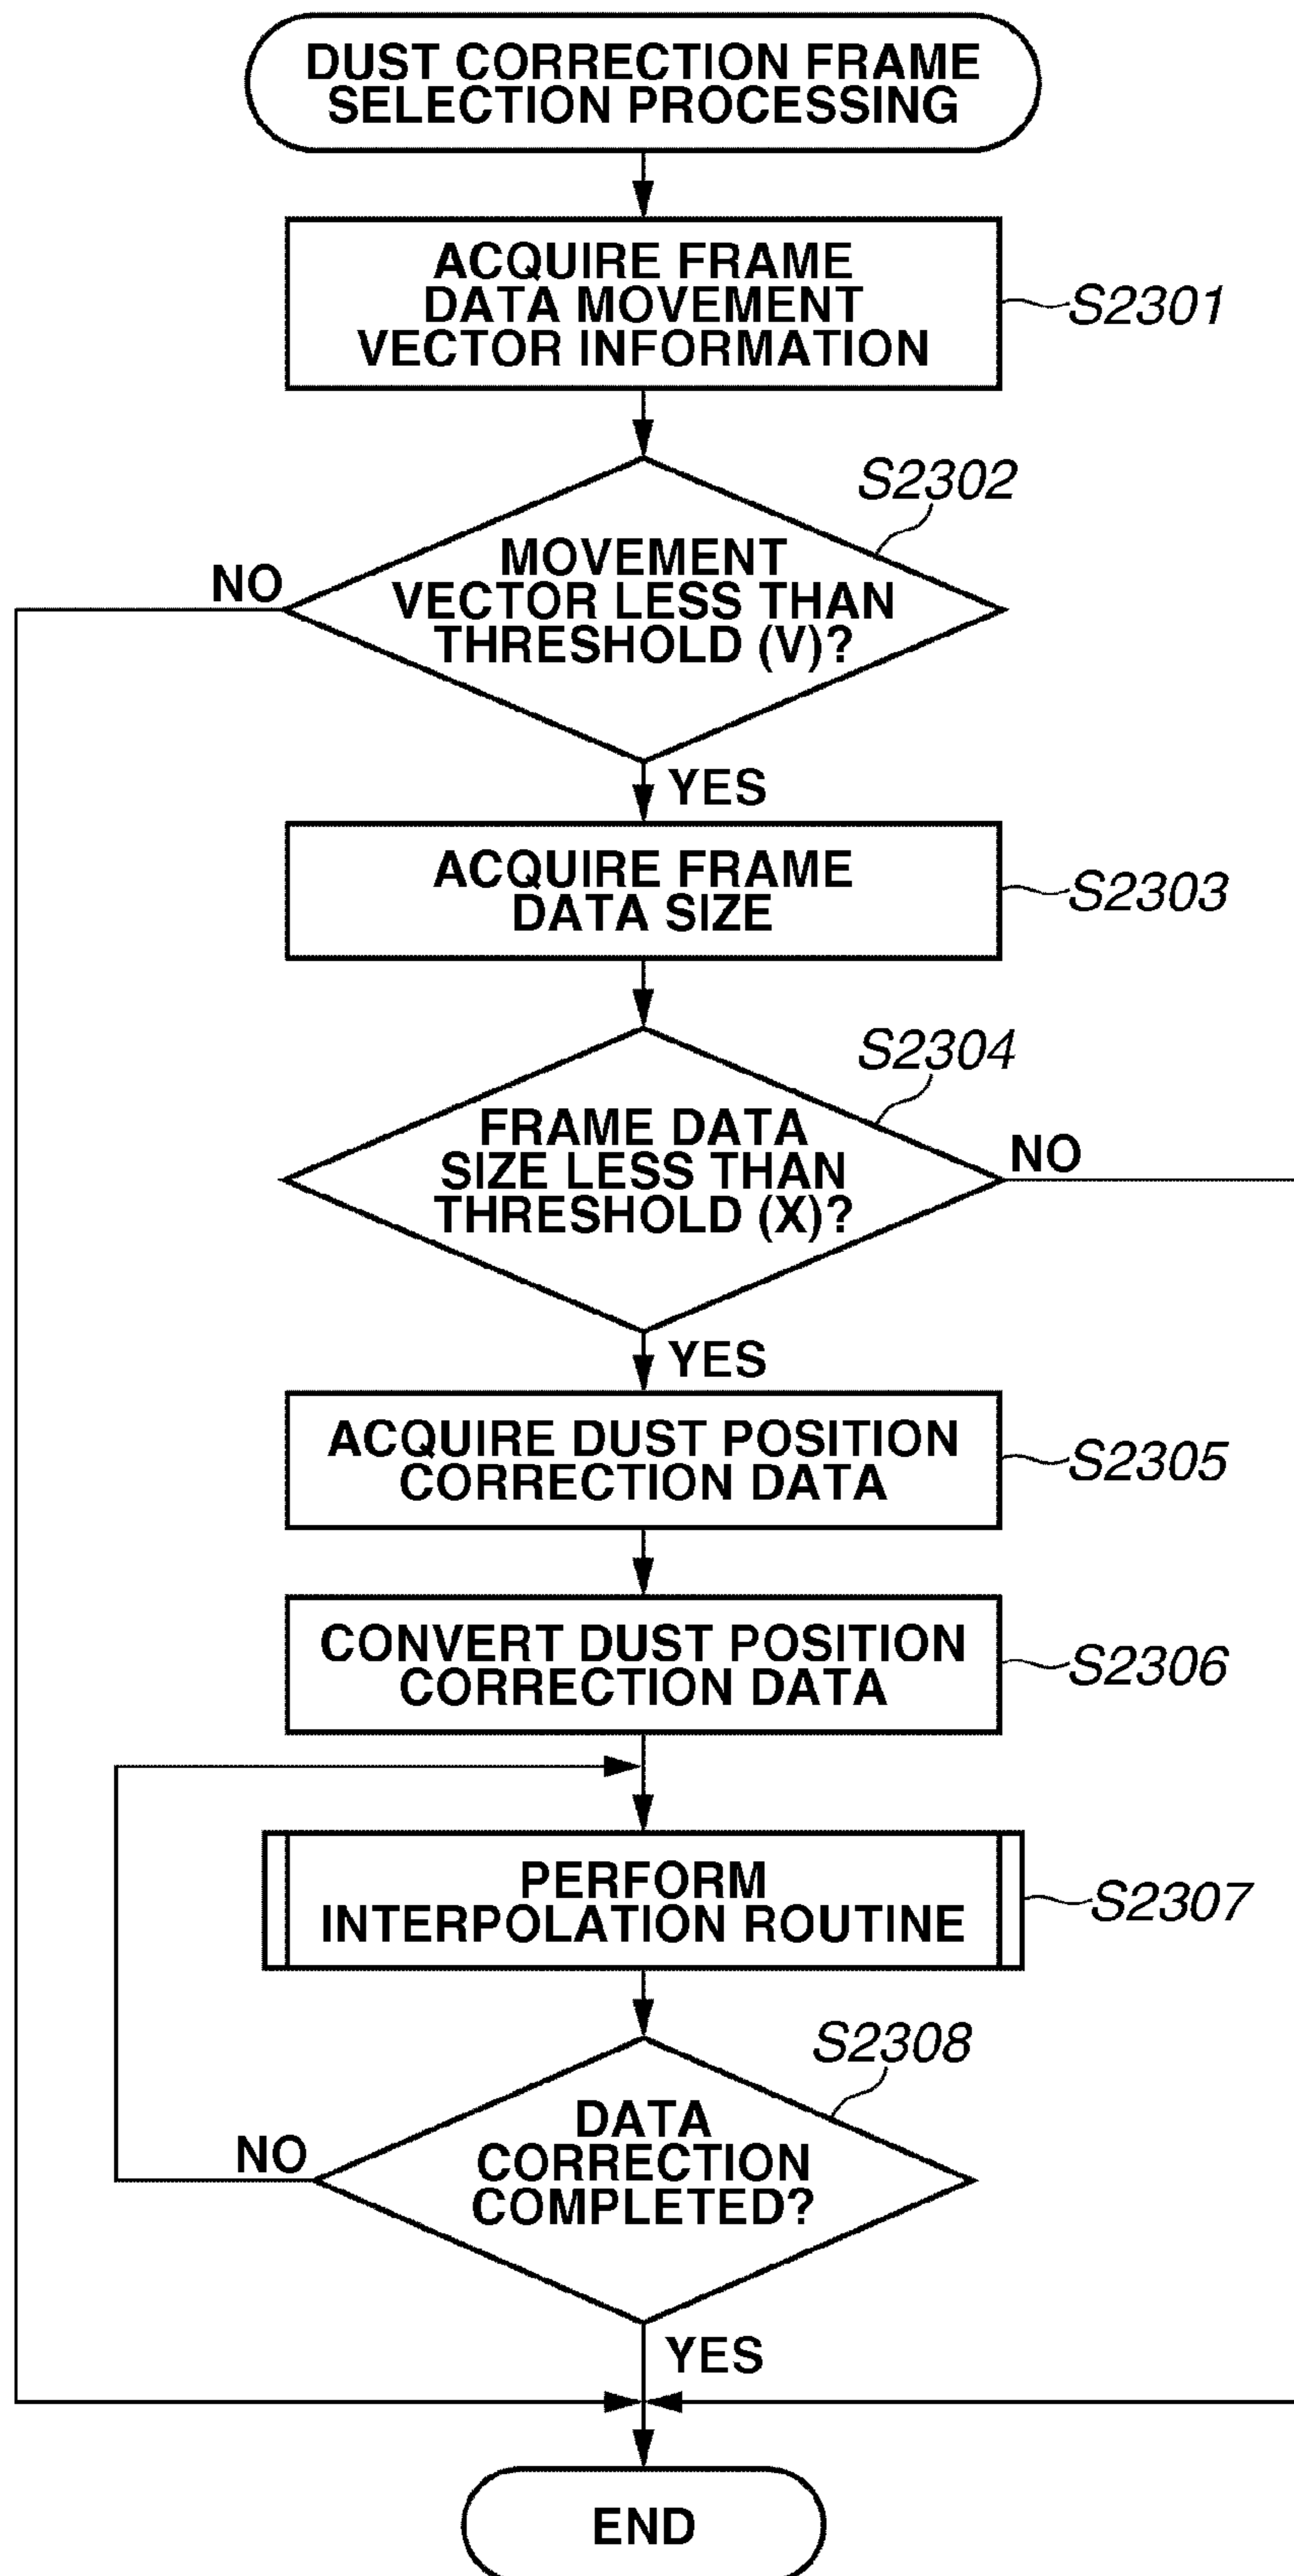 DUST CORRECTION FRAME
SELECTION PROCESSING
ACQUIRE FRAME
DATA MOVEMENT
VECTOR INFORMATION
S2301
S2302
MOVEMENT
VECTOR LESS THAN
THRESHOLD (V)?
NO
YES
ACQUIRE FRAME
DATA SIZE
S2303
S2304
FRAME DATA
SIZE LESS THAN
THRESHOLD (X)?
NO
YES
ACQUIRE DUST POSITION
CORRECTION DATA
S2305
CONVERT DUST POSITION
CORRECTION DATA
S2306
PERFORM
INTERPOLATION ROUTINE
S2307
S2308
DATA
CORRECTION
COMPLETED?
NO
YES
END